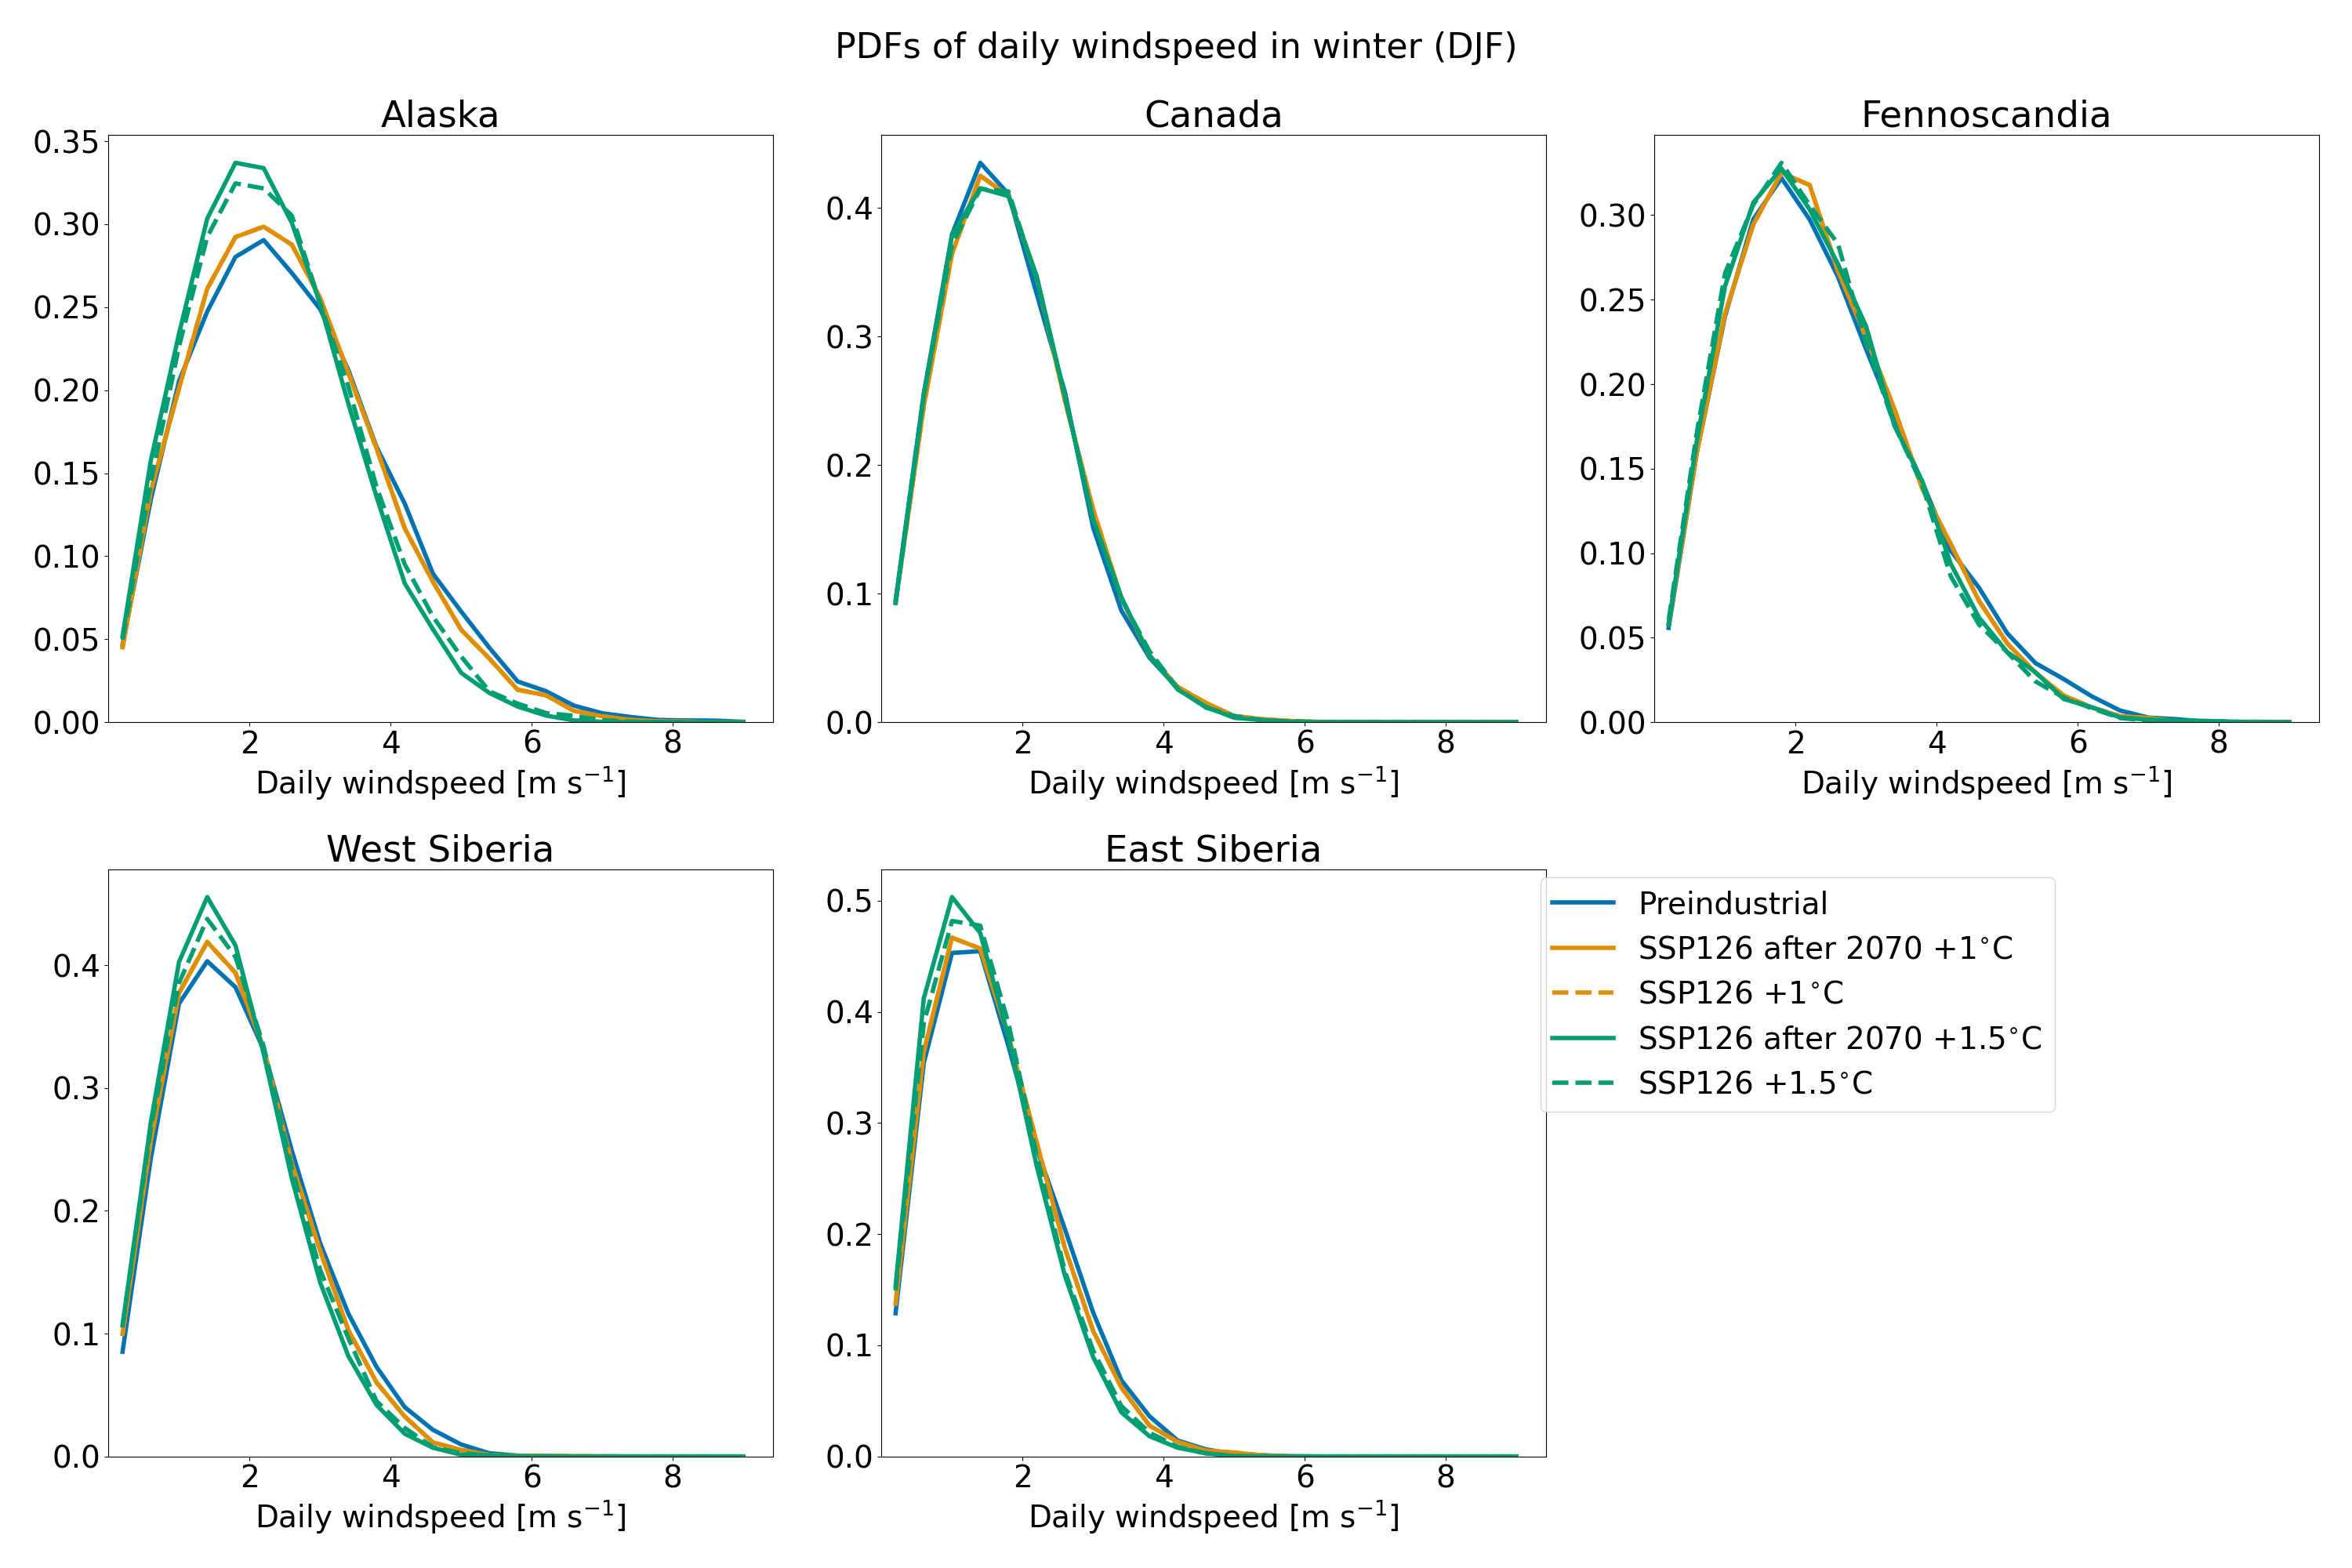 PDFs of daily windspeed in winter (DJF)
Alaska
0.35
0.30
0.25
0.20
0.15
0.10
0.05
0.00
2 4 6 8
Daily windspeed [m s⁻¹]
Canada
0.4
0.3
0.2
0.1
0.0
2 4 6 8
Daily windspeed [m s⁻¹]
Fennoscandia
0.30
0.25
0.20
0.15
0.10
0.05
0.00
2 4 6 8
Daily windspeed [m s⁻¹]
West Siberia
0.4
0.3
0.2
0.1
0.0
2 4 6 8
Daily windspeed [m s⁻¹]
East Siberia
0.5
0.4
0.3
0.2
0.1
0.0
2 4 6 8
Daily windspeed [m s⁻¹]
Preindustrial
SSP126 after 2070 +1°C
SSP126 +1°C
SSP126 after 2070 +1.5°C
SSP126 +1.5°C